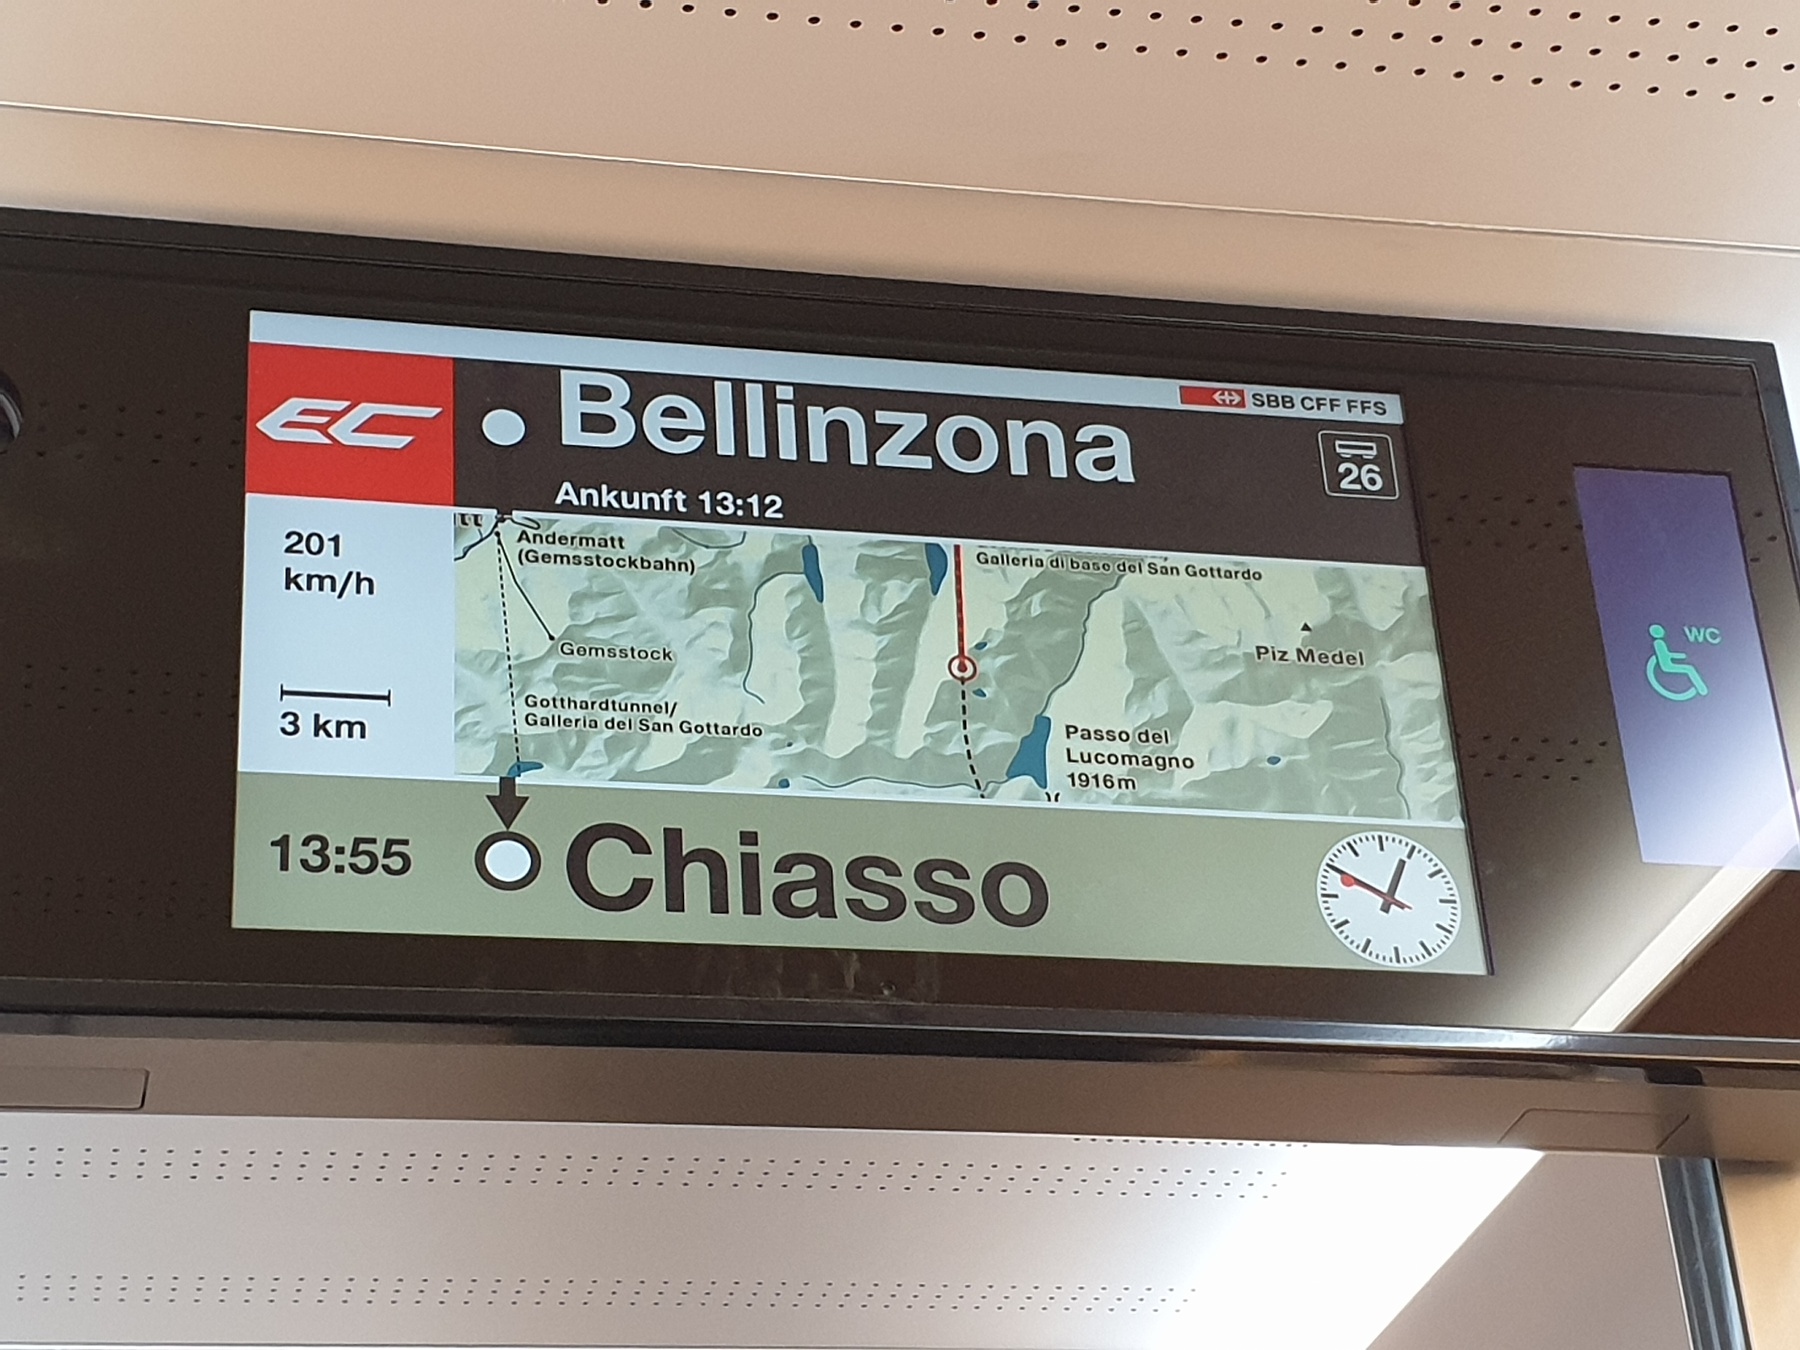 SBB CFF FFS
EC
Bellinzona
26
Ankunft 13:12
201
km/h
3 km
Andermatt
(Gemsstockbahn)
Galleria di base del San Gottardo
Gemsstock
Piz Medel
Gotthardtunnel/
Galleria del San Gottardo
Passo del
Lucomagno
1916m
13:55
Chiasso
WC